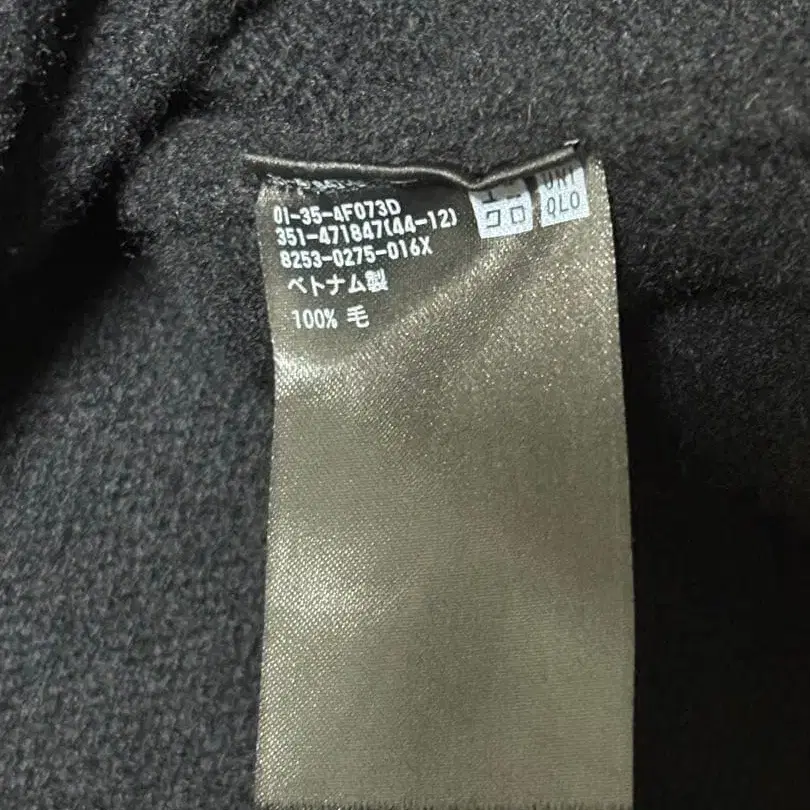 01-35-4F073D
351-471847(44-12)
8253-0275-016X
ベトナム製
100% 毛
ユニ
クロ
UNI
QLO